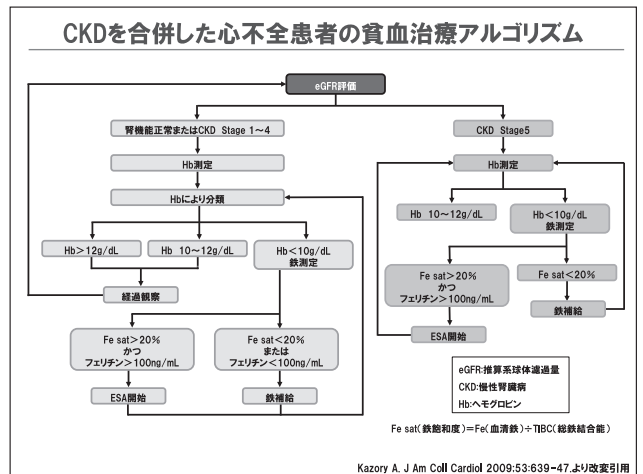 CKDを合併した心不全患者の貧血治療アルゴリズム
eGFR評価
腎機能正常またはCKD Stage 1～4
Hb測定
Hbにより分類
Hb＞12g/dL
Hb 10～12g/dL
Hb＜10g/dL
鉄測定
経過観察
Fe sat＞20%
かつ
フェリチン＞100ng/mL
Fe sat＜20%
または
フェリチン＜100ng/mL
ESA開始
鉄補給
CKD Stage5
Hb測定
Hb 10～12g/dL
Hb＜10g/dL
鉄測定
Fe sat＞20%
かつ
フェリチン＞100ng/mL
Fe sat＜20%
鉄補給
ESA開始
eGFR:推算糸球体濾過量
CKD:慢性腎臓病
Hb:ヘモグロビン
Fe sat(鉄飽和度)＝Fe(血清鉄)÷TIBC(総鉄結合能)
Kazory A. J Am Coll Cardiol 2009:53:639-47.より改変引用